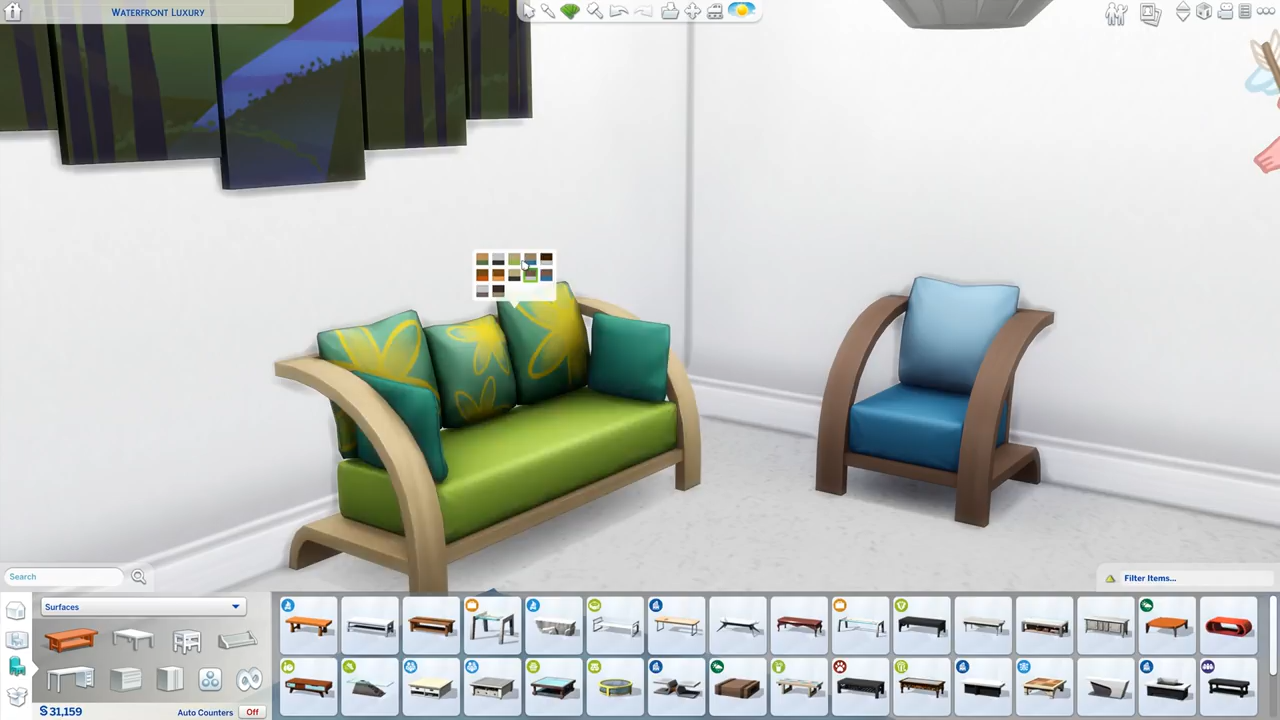 Waterfront Luxury
Search
Filter Items...
Surfaces
§31,159
Auto Counters
Off